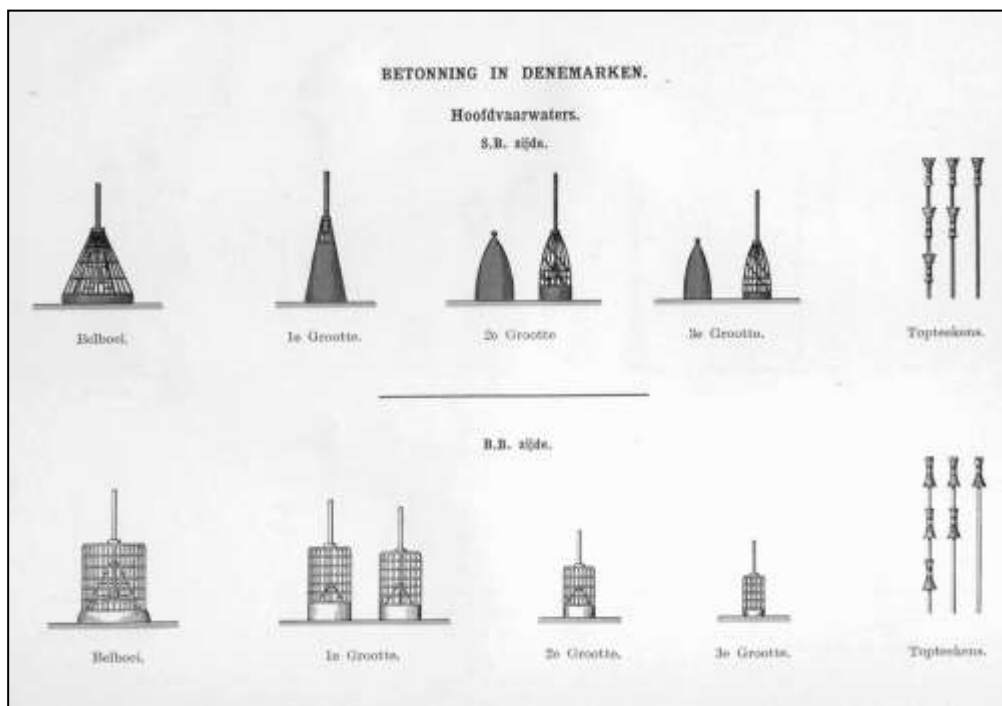 BETONNING IN DENEMARKEN.
Hoofdvaarwaters.
S.B. zijde.
Belboei. 1e Grootte. 2e Grootte 3e Grootte. Topteekens.
B.B. zijde.
Belboei. 1e Grootte. 2e Grootte. 3e Grootte. Topteekens.